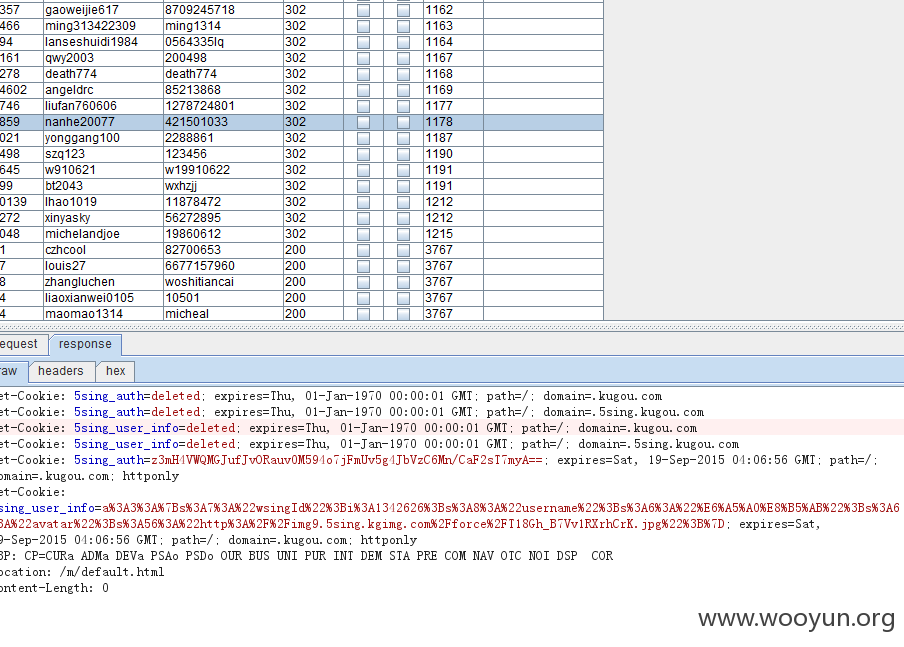 357 gaoweijie617 8709245718 302 1162
466 ming313422309 ming1314 302 1163
94 lanseshuidi1984 0564335lq 302 1164
161 qwy2003 200498 302 1167
278 death774 death774 302 1168
4602 angeldrc 85213868 302 1169
746 liufan760606 1278724801 302 1177
859 nanhe20077 421501033 302 1178
021 yonggang100 2288861 302 1187
498 szq123 123456 302 1190
645 w910621 w19910622 302 1191
99 bt2043 wxhzjj 302 1191
0139 lhao1019 11878472 302 1212
272 xinyasky 56272895 302 1212
048 michelandjoe 19860612 302 1215
1 czhcool 82700653 200 3767
7 louis27 6677157960 200 3767
8 zhangluchen woshitiancai 200 3767
4 liaoxianwei0105 10501 200 3767
4 maomao1314 micheal 200 3767
equest response
aw headers hex
et-Cookie: 5sing_auth=deleted; expires=Thu, 01-Jan-1970 00:00:01 GMT; path=/; domain=.kugou.com
et-Cookie: 5sing_auth=deleted; expires=Thu, 01-Jan-1970 00:00:01 GMT; path=/; domain=.5sing.kugou.com
et-Cookie: 5sing_user_info=deleted; expires=Thu, 01-Jan-1970 00:00:01 GMT; path=/; domain=.kugou.com
et-Cookie: 5sing_user_info=deleted; expires=Thu, 01-Jan-1970 00:00:01 GMT; path=/; domain=.5sing.kugou.com
et-Cookie: 5sing_auth=z3mH4VWQMGJufJvORauv0M594o7jFmUv5g4JbVzC6Mn/CaF2sT7myA==; expires=Sat, 19-Sep-2015 04:06:56 GMT; path=/;
omain=.kugou.com; httponly
et-Cookie:
sing_user_info=a%3A3%3A%7Bs%3A7%3A%22wsingId%22%3Bi%3A1342626%3Bs%3A8%3A%22username%22%3Bs%3A6%3A%22%E6%A5%A0%E8%B5%AB%22%3Bs%3A6
%3A%22avatar%22%3Bs%3A56%3A%22http%3A%2F%2Fimg9.5sing.kgimg.com%2Fforce%2FT18Gh_B7Vv1RXrhCrK.jpg%22%3B%7D; expires=Sat,
9-Sep-2015 04:06:56 GMT; path=/; domain=.kugou.com; httponly
3P: CP=CURa ADMa DEVa PSAo PSDo OUR BUS UNI PUR INT DEM STA PRE COM NAV OTC NOI DSP COR
ocation: /m/default.html
ontent-Length: 0
www.wooyun.org